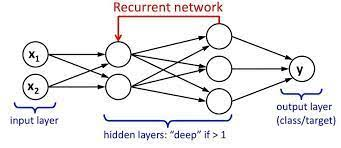 Recurrent network
x1
x2
y
input layer
hidden layers: "deep" if > 1
output layer
(class/target)